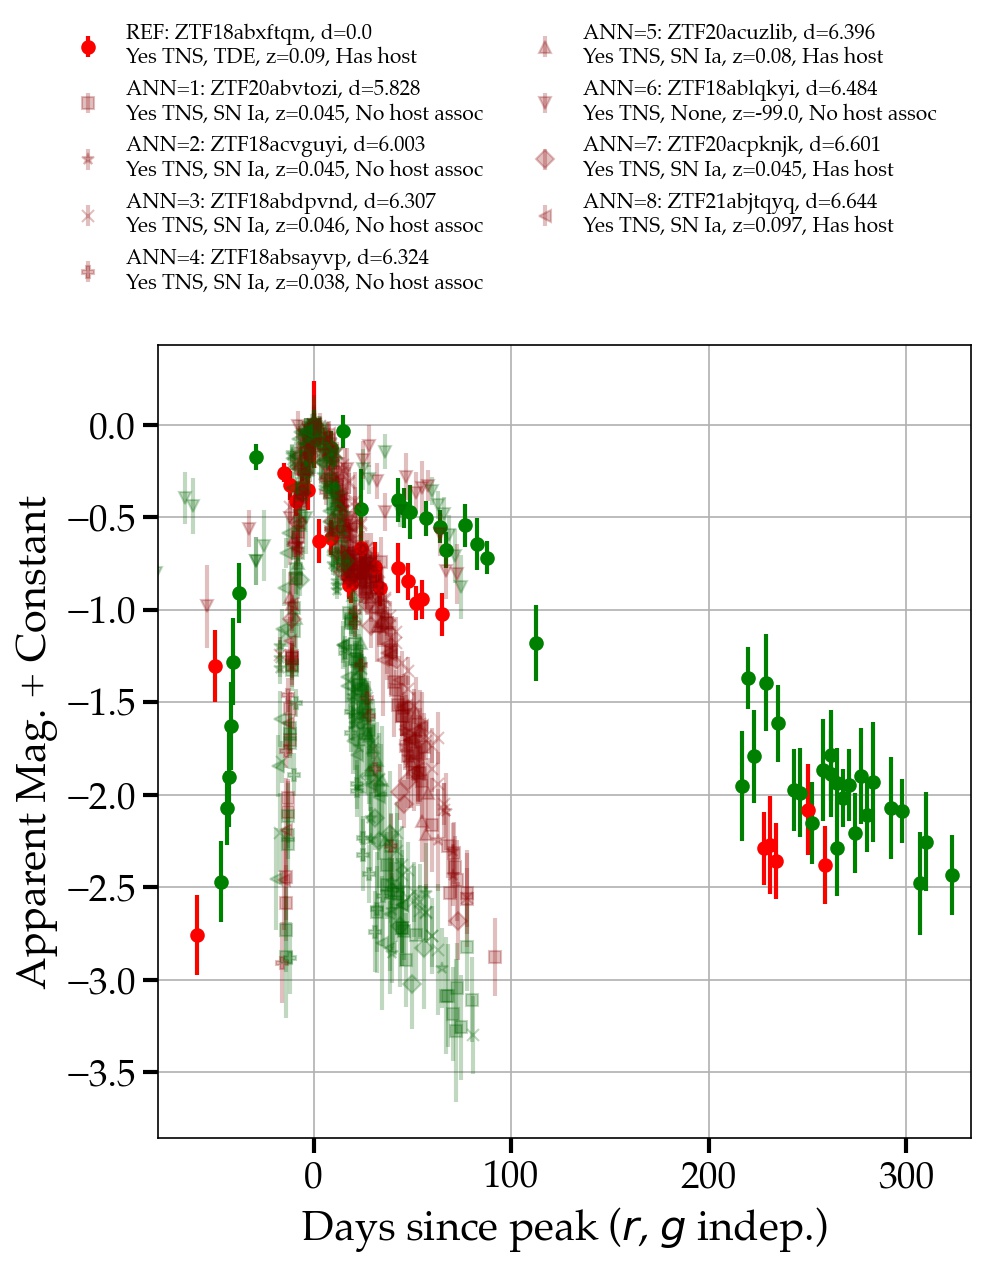 REF: ZTF18abxftqm, d=0.0
Yes TNS, TDE, z=0.09, Has host
ANN=1: ZTF20abvtozi, d=5.828
Yes TNS, SN Ia, z=0.045, No host assoc
ANN=2: ZTF18acvguyi, d=6.003
Yes TNS, SN Ia, z=0.045, No host assoc
ANN=3: ZTF18abdpvnd, d=6.307
Yes TNS, SN Ia, z=0.046, No host assoc
ANN=4: ZTF18absayvp, d=6.324
Yes TNS, SN Ia, z=0.038, No host assoc
ANN=5: ZTF20acuzlib, d=6.396
Yes TNS, SN Ia, z=0.08, Has host
ANN=6: ZTF18ablqkyi, d=6.484
Yes TNS, None, z=-99.0, No host assoc
ANN=7: ZTF20acpknjk, d=6.601
Yes TNS, SN Ia, z=0.045, Has host
ANN=8: ZTF21abjtqyq, d=6.644
Yes TNS, SN Ia, z=0.097, Has host
Apparent Mag. + Constant
0.0
−0.5
−1.0
−1.5
−2.0
−2.5
−3.0
−3.5
0 100 200 300
Days since peak (r, g indep.)